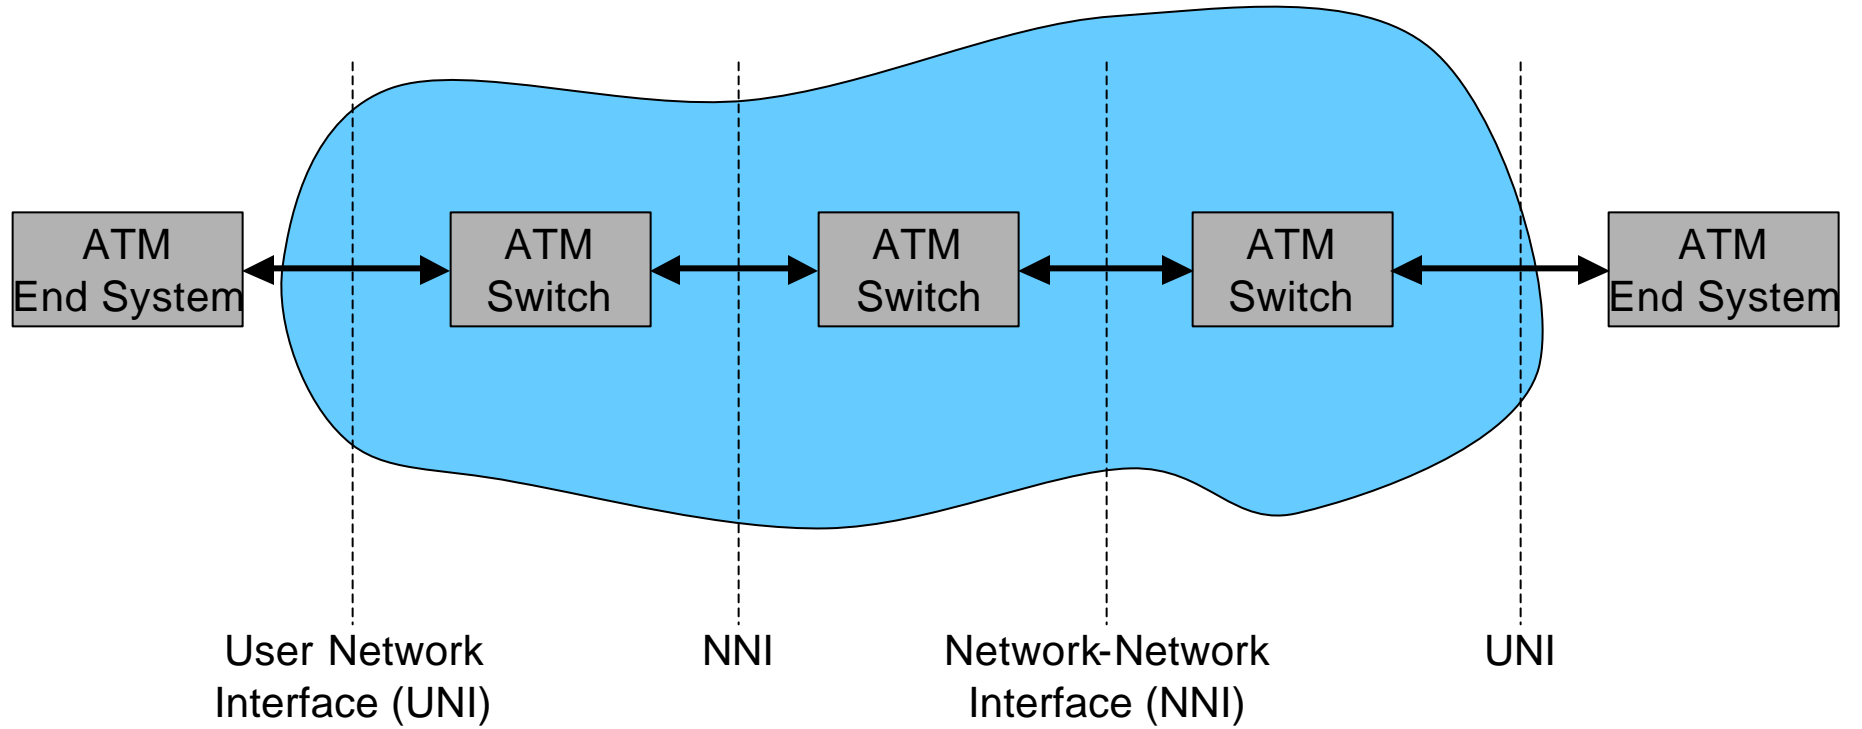 ATM
End System
ATM
Switch
ATM
Switch
ATM
Switch
ATM
End System
User Network
Interface (UNI)
NNI
Network-Network
Interface (NNI)
UNI